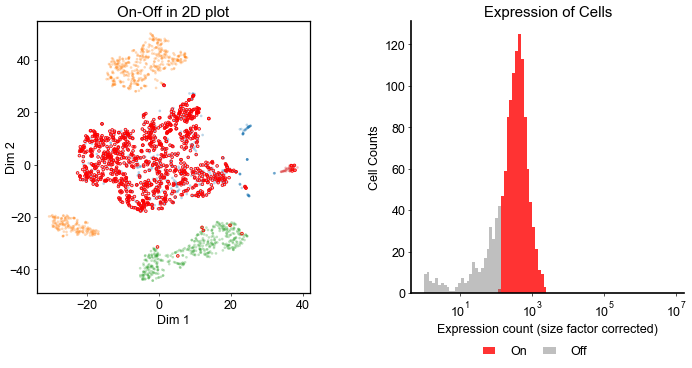 On-Off in 2D plot
40
20
0
−20
−40
Dim 2
−20
0
20
40
Dim 1
Expression of Cells
120
100
80
60
40
20
0
Cell Counts
10^1
10^3
10^5
10^7
Expression count (size factor corrected)
On Off